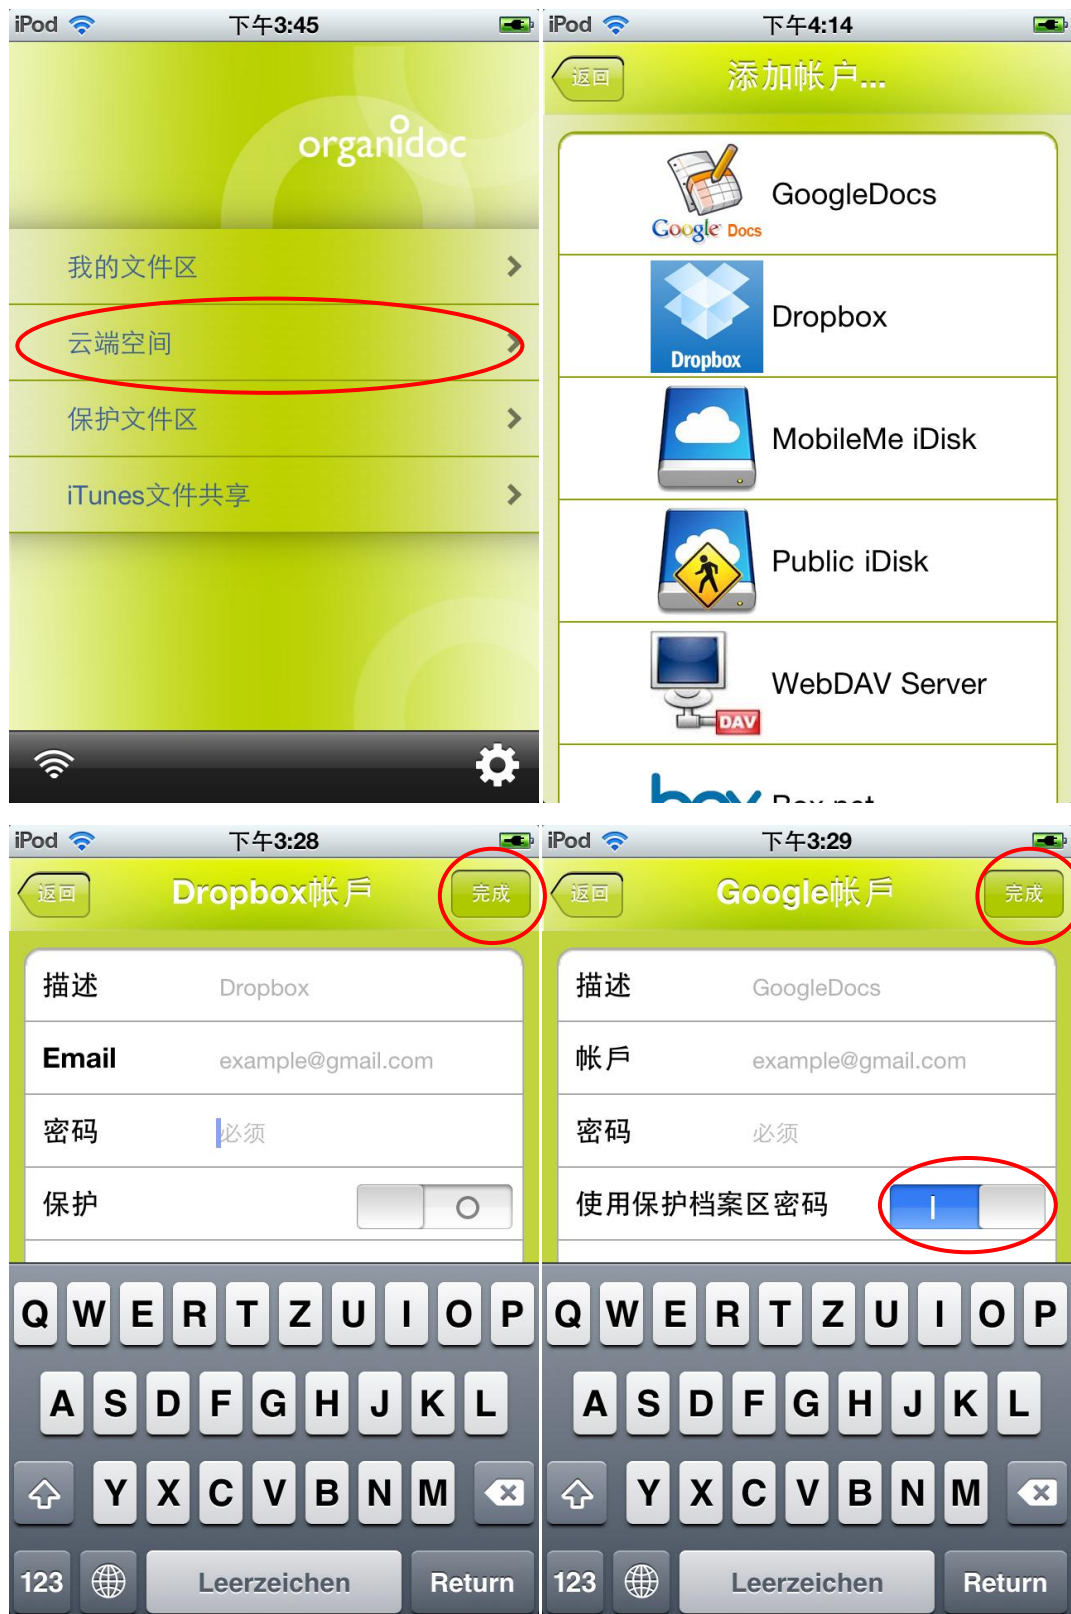 iPod 下午3:45
organidoc
我的文件区
云端空间
保护文件区
iTunes文件共享
iPod 下午4:14
返回 添加帐户...
Google Docs GoogleDocs
Dropbox Dropbox
MobileMe iDisk
Public iDisk
DAV WebDAV Server
box Box.net
iPod 下午3:28
返回 Dropbox帐戶 完成
描述 Dropbox
Email example@gmail.com
密码 必须
保护
Q W E R T Z U I O P
A S D F G H J K L
Y X C V B N M
123 Leerzeichen Return
iPod 下午3:29
返回 Google帐戶 完成
描述 GoogleDocs
帐戶 example@gmail.com
密码 必须
使用保护档案区密码
Q W E R T Z U I O P
A S D F G H J K L
Y X C V B N M
123 Leerzeichen Return